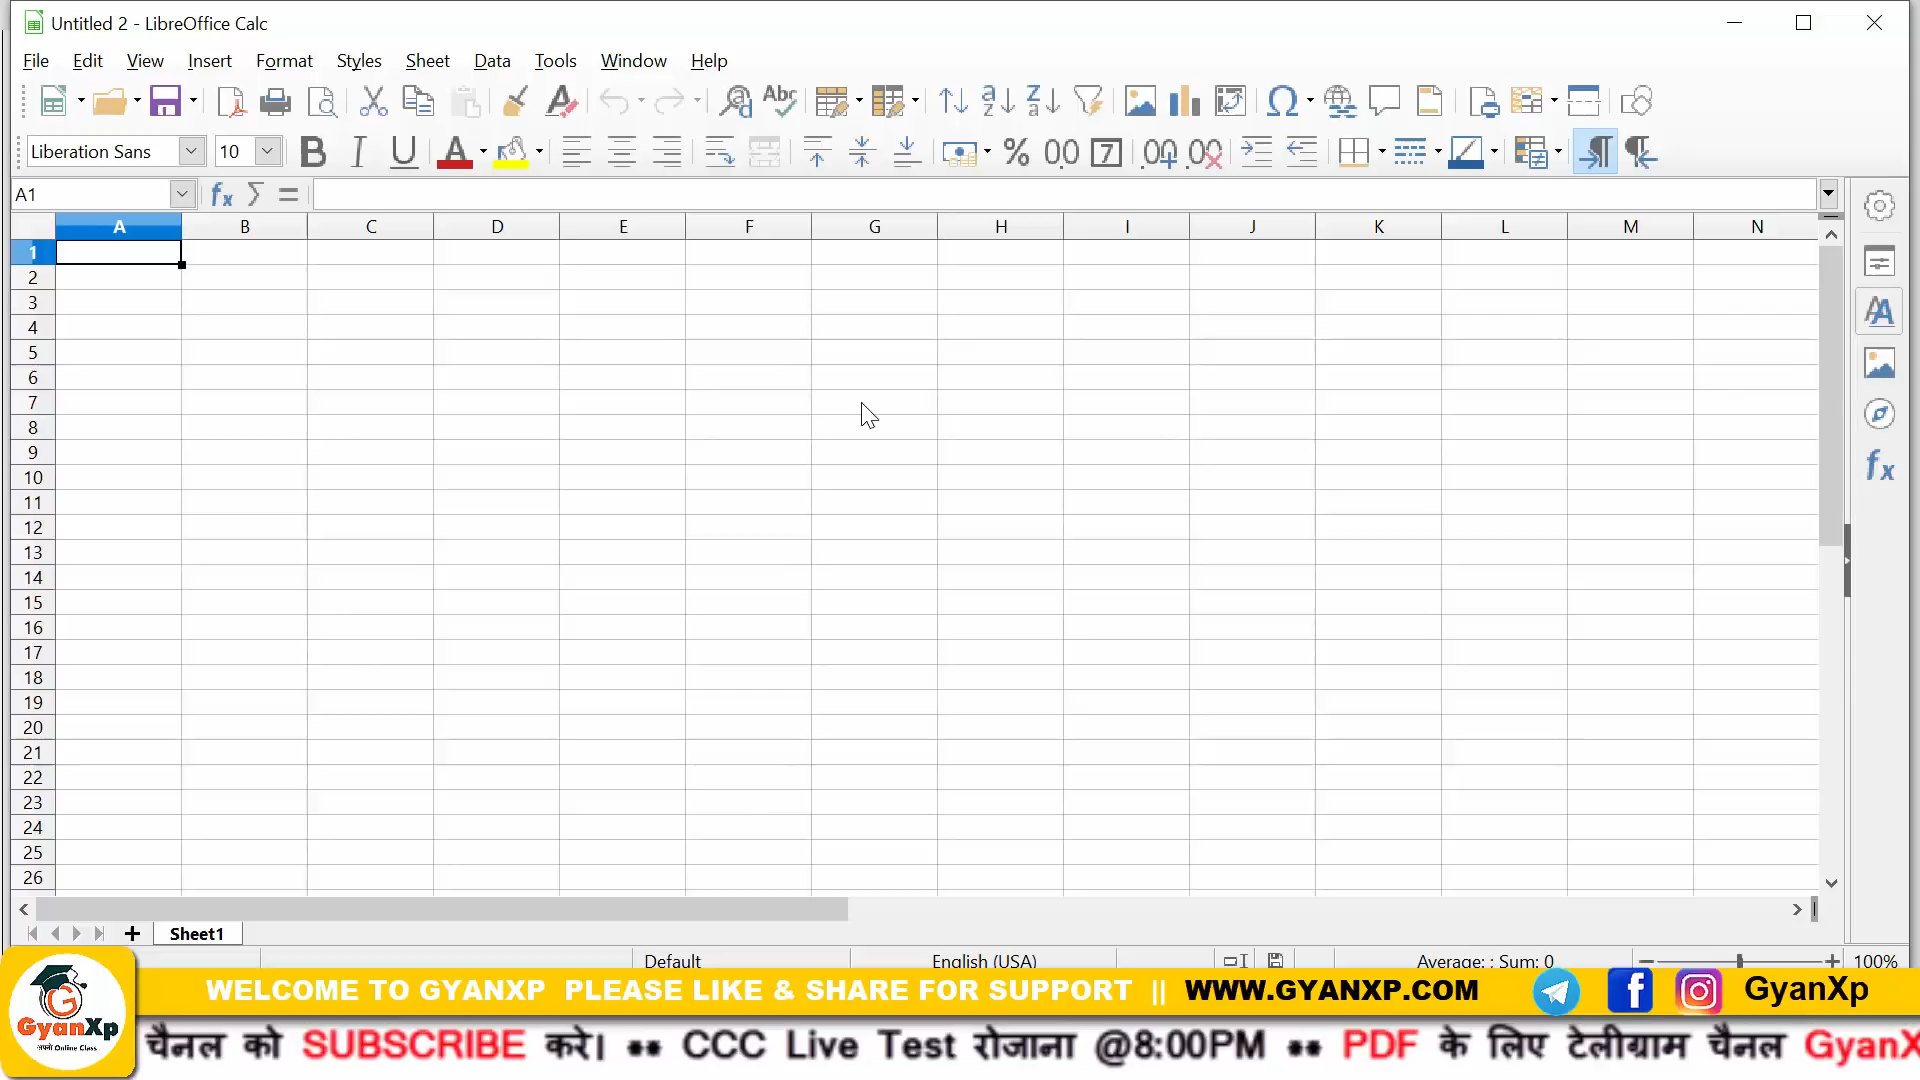 Untitled 2 - LibreOffice Calc
File Edit View Insert Format Styles Sheet Data Tools Window Help
Liberation Sans 10
A1
A B C D E F G H I J K L M N
1
2
3
4
5
6
7
8
9
10
11
12
13
14
15
16
17
18
19
20
21
22
23
24
25
26
Sheet1
Default English (USA) Average: ; Sum: 0 100%
WELCOME TO GYANXP PLEASE LIKE & SHARE FOR SUPPORT || WWW.GYANXP.COM GyanXp
GyanXp
अपनी Online Class
चैनल को SUBSCRIBE करे। •• CCC Live Test रोजाना @8:00PM •• PDF के लिए टेलीग्राम चैनल GyanX